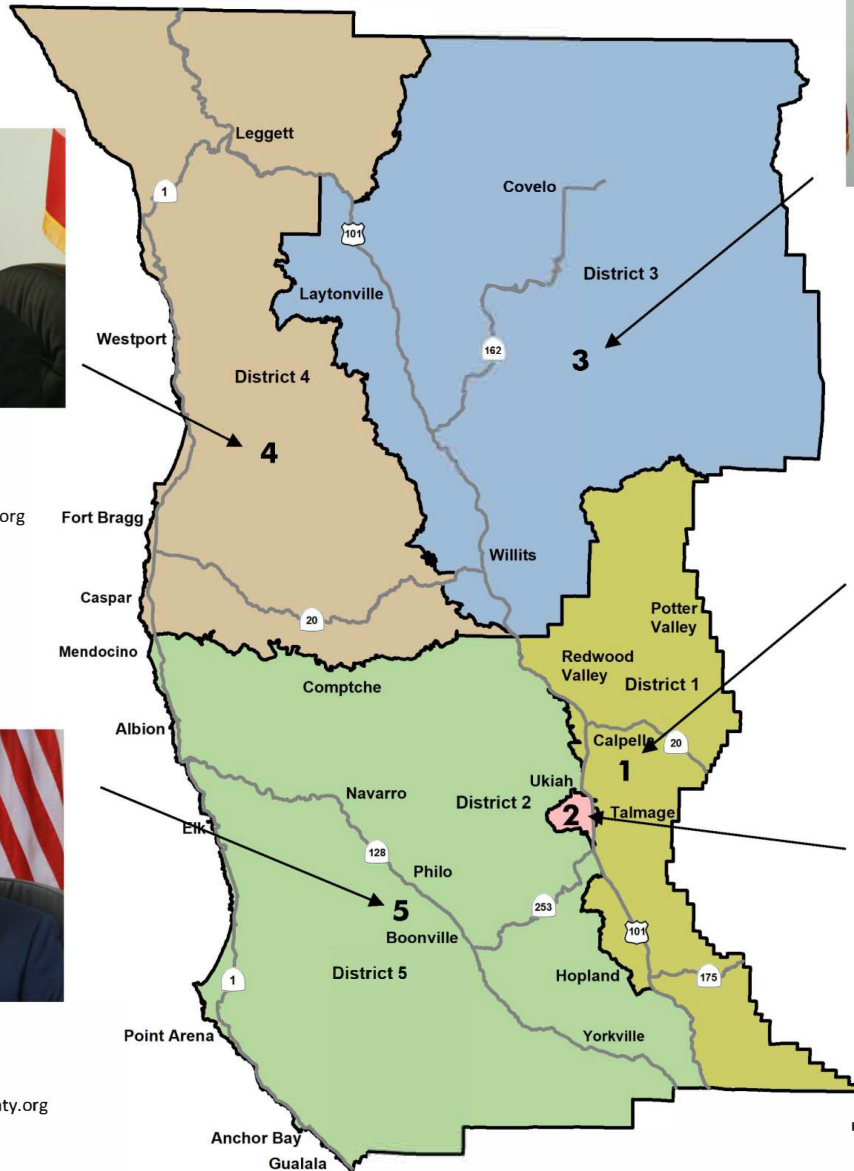 Leggett
1
Covelo
101
District 3
Laytonville
Westport
162
3
District 4
4
org
Fort Bragg
Willits
Caspar
20
Potter
Valley
Mendocino
Redwood
Valley
District 1
Comptche
Albion
Calpella
20
1
Ukiah
Navarro
District 2
2
Talmage
Elk
128
Philo
5
253
Boonville
101
District 5
Hopland
175
1
Point Arena
Yorkville
ty.org
Anchor Bay
Gualala